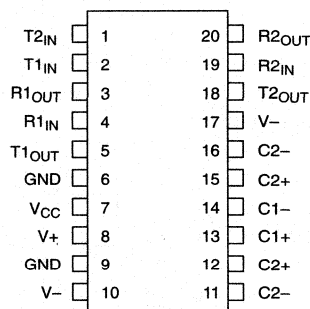 T2IN 1 20 R2OUT
T1IN 2 19 R2IN
R1OUT 3 18 T2OUT
R1IN 4 17 V−
T1OUT 5 16 C2−
GND 6 15 C2+
VCC 7 14 C1−
V+ 8 13 C1+
GND 9 12 C2+
V− 10 11 C2−